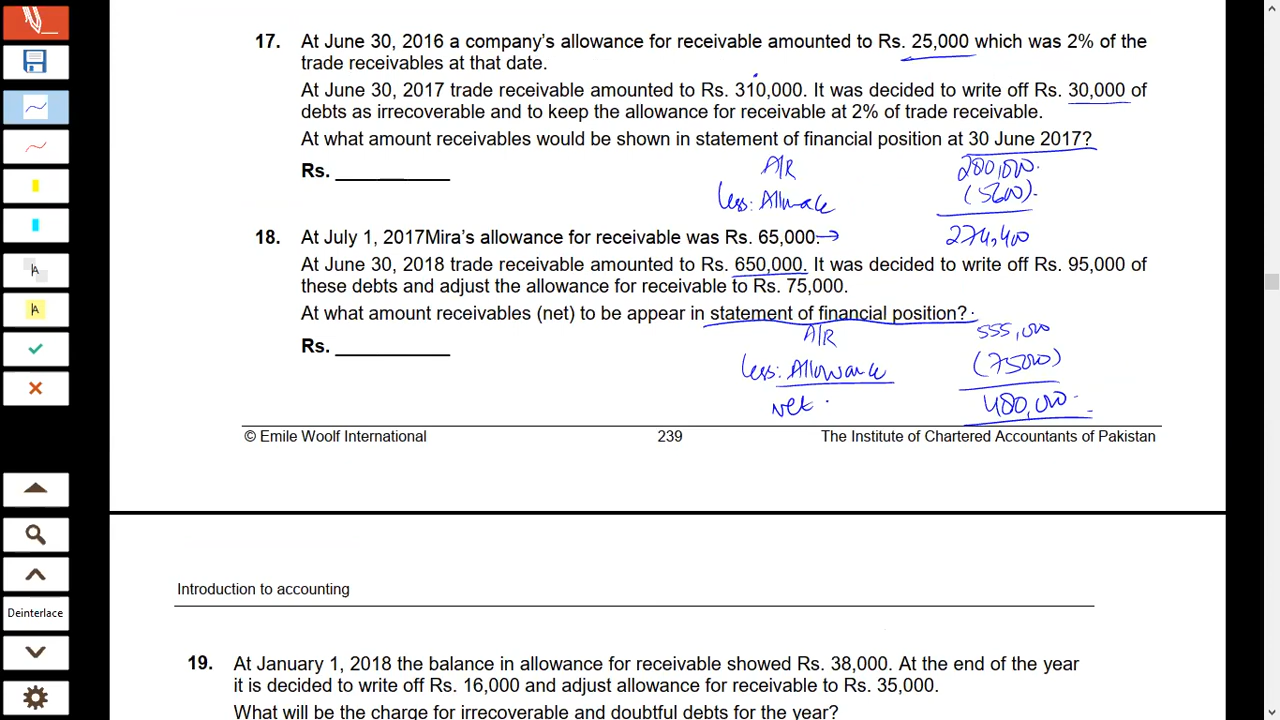 17. At June 30, 2016 a company's allowance for receivable amounted to Rs. 25,000 which was 2% of the
trade receivables at that date.
At June 30, 2017 trade receivable amounted to Rs. 310,000. It was decided to write off Rs. 30,000 of
debts as irrecoverable and to keep the allowance for receivable at 2% of trade receivable.
At what amount receivables would be shown in statement of financial position at 30 June 2017?
A/R 280,000
Rs. __________
less: Allowance (5600)
274,400
18. At July 1, 2017Mira's allowance for receivable was Rs. 65,000.
At June 30, 2018 trade receivable amounted to Rs. 650,000. It was decided to write off Rs. 95,000 of
these debts and adjust the allowance for receivable to Rs. 75,000.
At what amount receivables (net) to be appear in statement of financial position?
A/R 555,000
Rs. __________
less: Allowance (75000)
net 480,000
© Emile Woolf International 239 The Institute of Chartered Accountants of Pakistan
Introduction to accounting
Deinterlace
19. At January 1, 2018 the balance in allowance for receivable showed Rs. 38,000. At the end of the year
it is decided to write off Rs. 16,000 and adjust allowance for receivable to Rs. 35,000.
What will be the charge for irrecoverable and doubtful debts for the year?